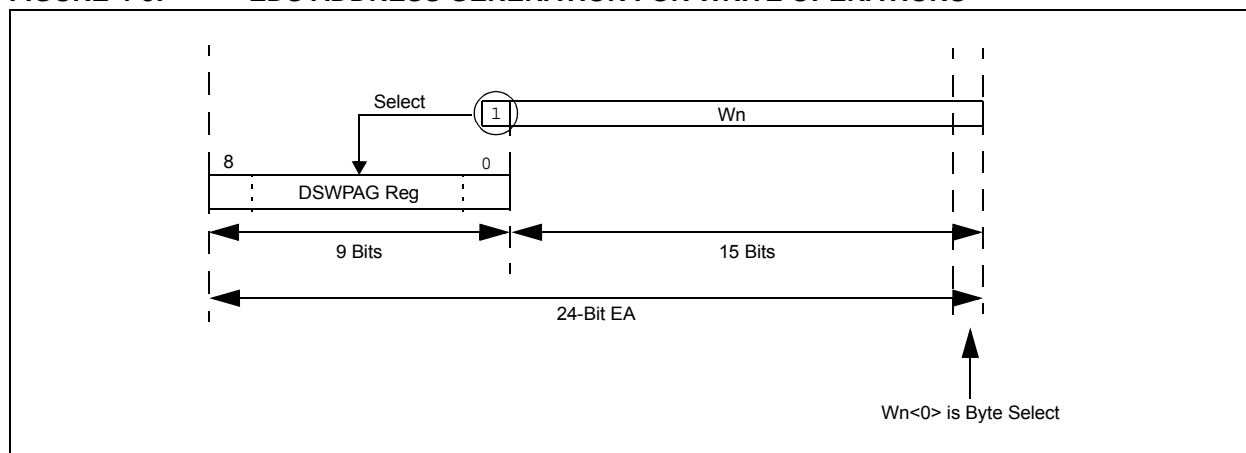 Select
1
Wn
8
0
DSWPAG Reg
9 Bits
15 Bits
24-Bit EA
Wn<0> is Byte Select